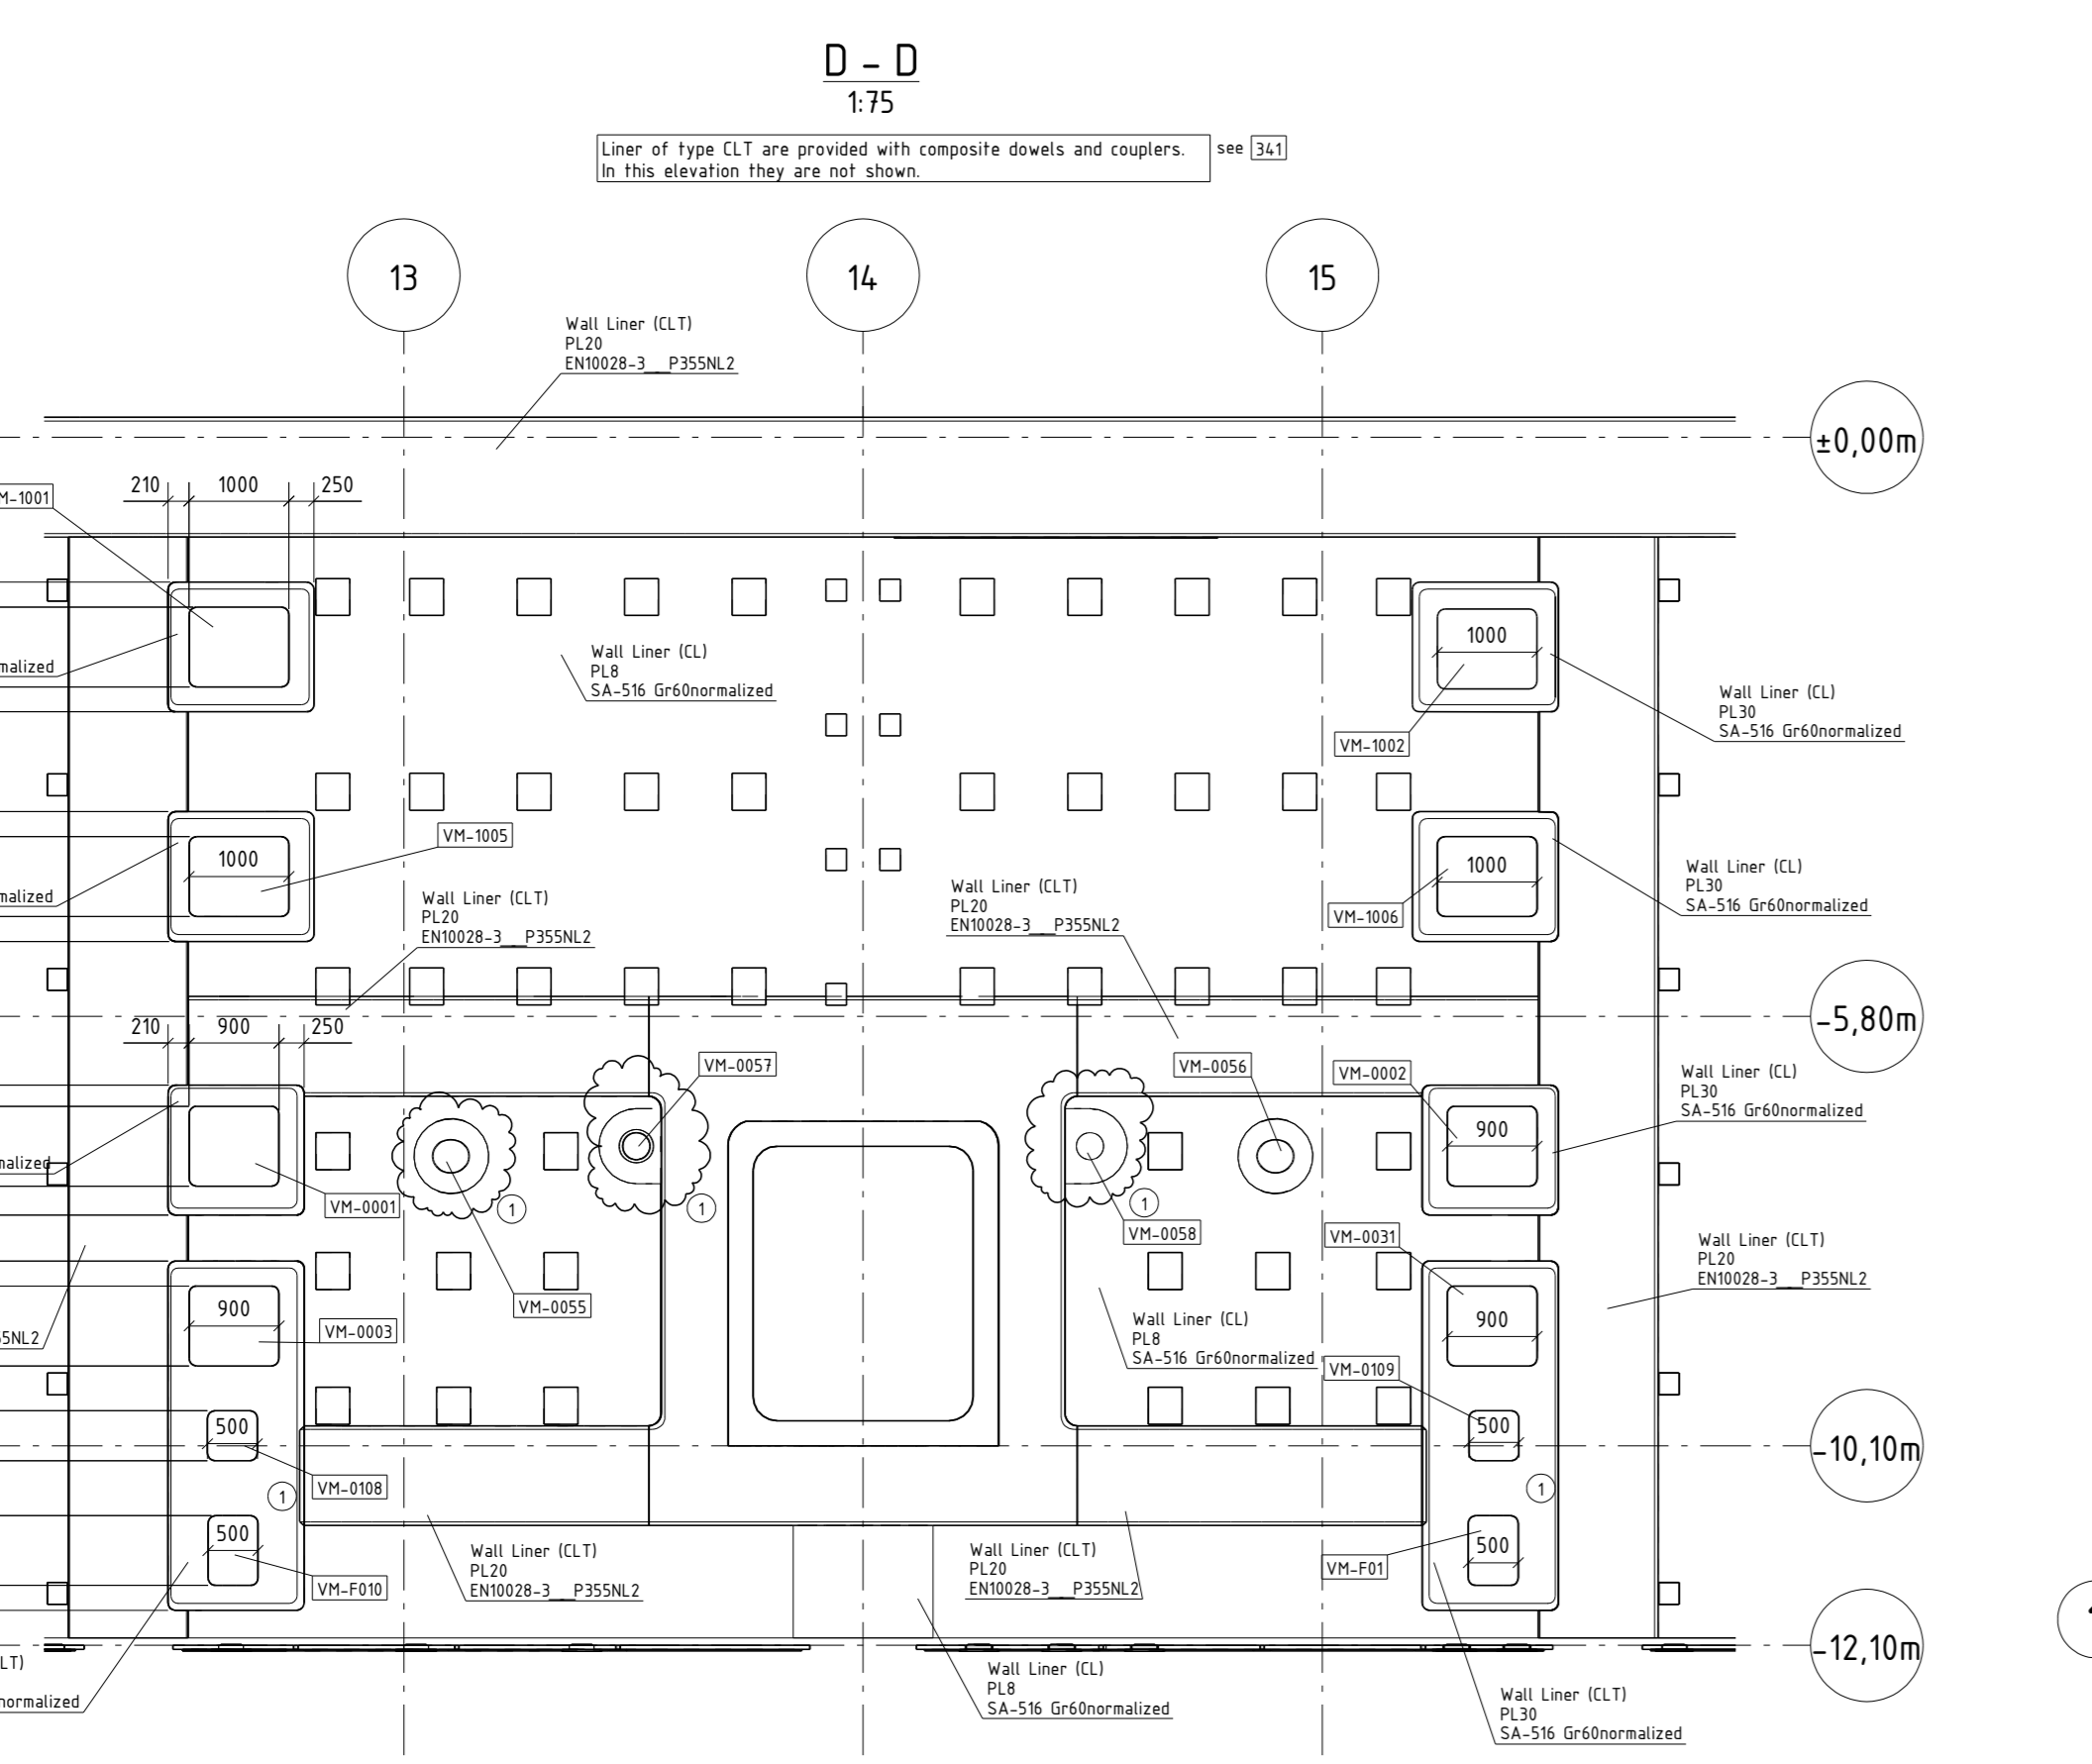 D - D
1:75
Liner of type CLT are provided with composite dowels and couplers.
In this elevation they are not shown.
see 341
13
14
15
Wall Liner (CLT)
PL20
EN10028-3__P355NL2
±0,00m
210 1000 250
M-1001
malized
Wall Liner (CL)
PL8
SA-516 Gr60normalized
1000
VM-1002
Wall Liner (CL)
PL30
SA-516 Gr60normalized
VM-1005
1000
malized
1000
VM-1006
Wall Liner (CL)
PL30
SA-516 Gr60normalized
Wall Liner (CLT)
PL20
EN10028-3__P355NL2
Wall Liner (CLT)
PL20
EN10028-3__P355NL2
-5,80m
210 900 250
VM-0057
VM-0056
VM-0002
Wall Liner (CL)
PL30
SA-516 Gr60normalized
900
malized
VM-0001
1
1
1
VM-0058
VM-0031
Wall Liner (CLT)
PL20
EN10028-3__P355NL2
VM-0055
900
VM-0003
900
55NL2
Wall Liner (CL)
PL8
SA-516 Gr60normalized
VM-0109
500
500
-10,10m
VM-0108
1
1
500
VM-F010
Wall Liner (CLT)
PL20
EN10028-3__P355NL2
Wall Liner (CLT)
PL20
EN10028-3__P355NL2
500
VM-F01
-12,10m
LT)
normalized
Wall Liner (CL)
PL8
SA-516 Gr60normalized
Wall Liner (CLT)
PL30
SA-516 Gr60normalized